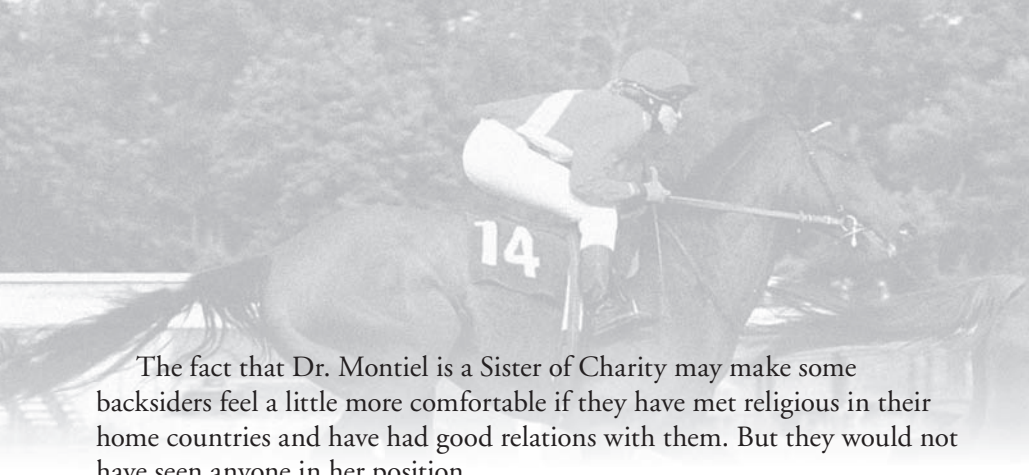 14
The fact that Dr. Montiel is a Sister of Charity may make some
backsiders feel a little more comfortable if they have met religious in their
home countries and have had good relations with them. But they would not
have seen anyone in her position